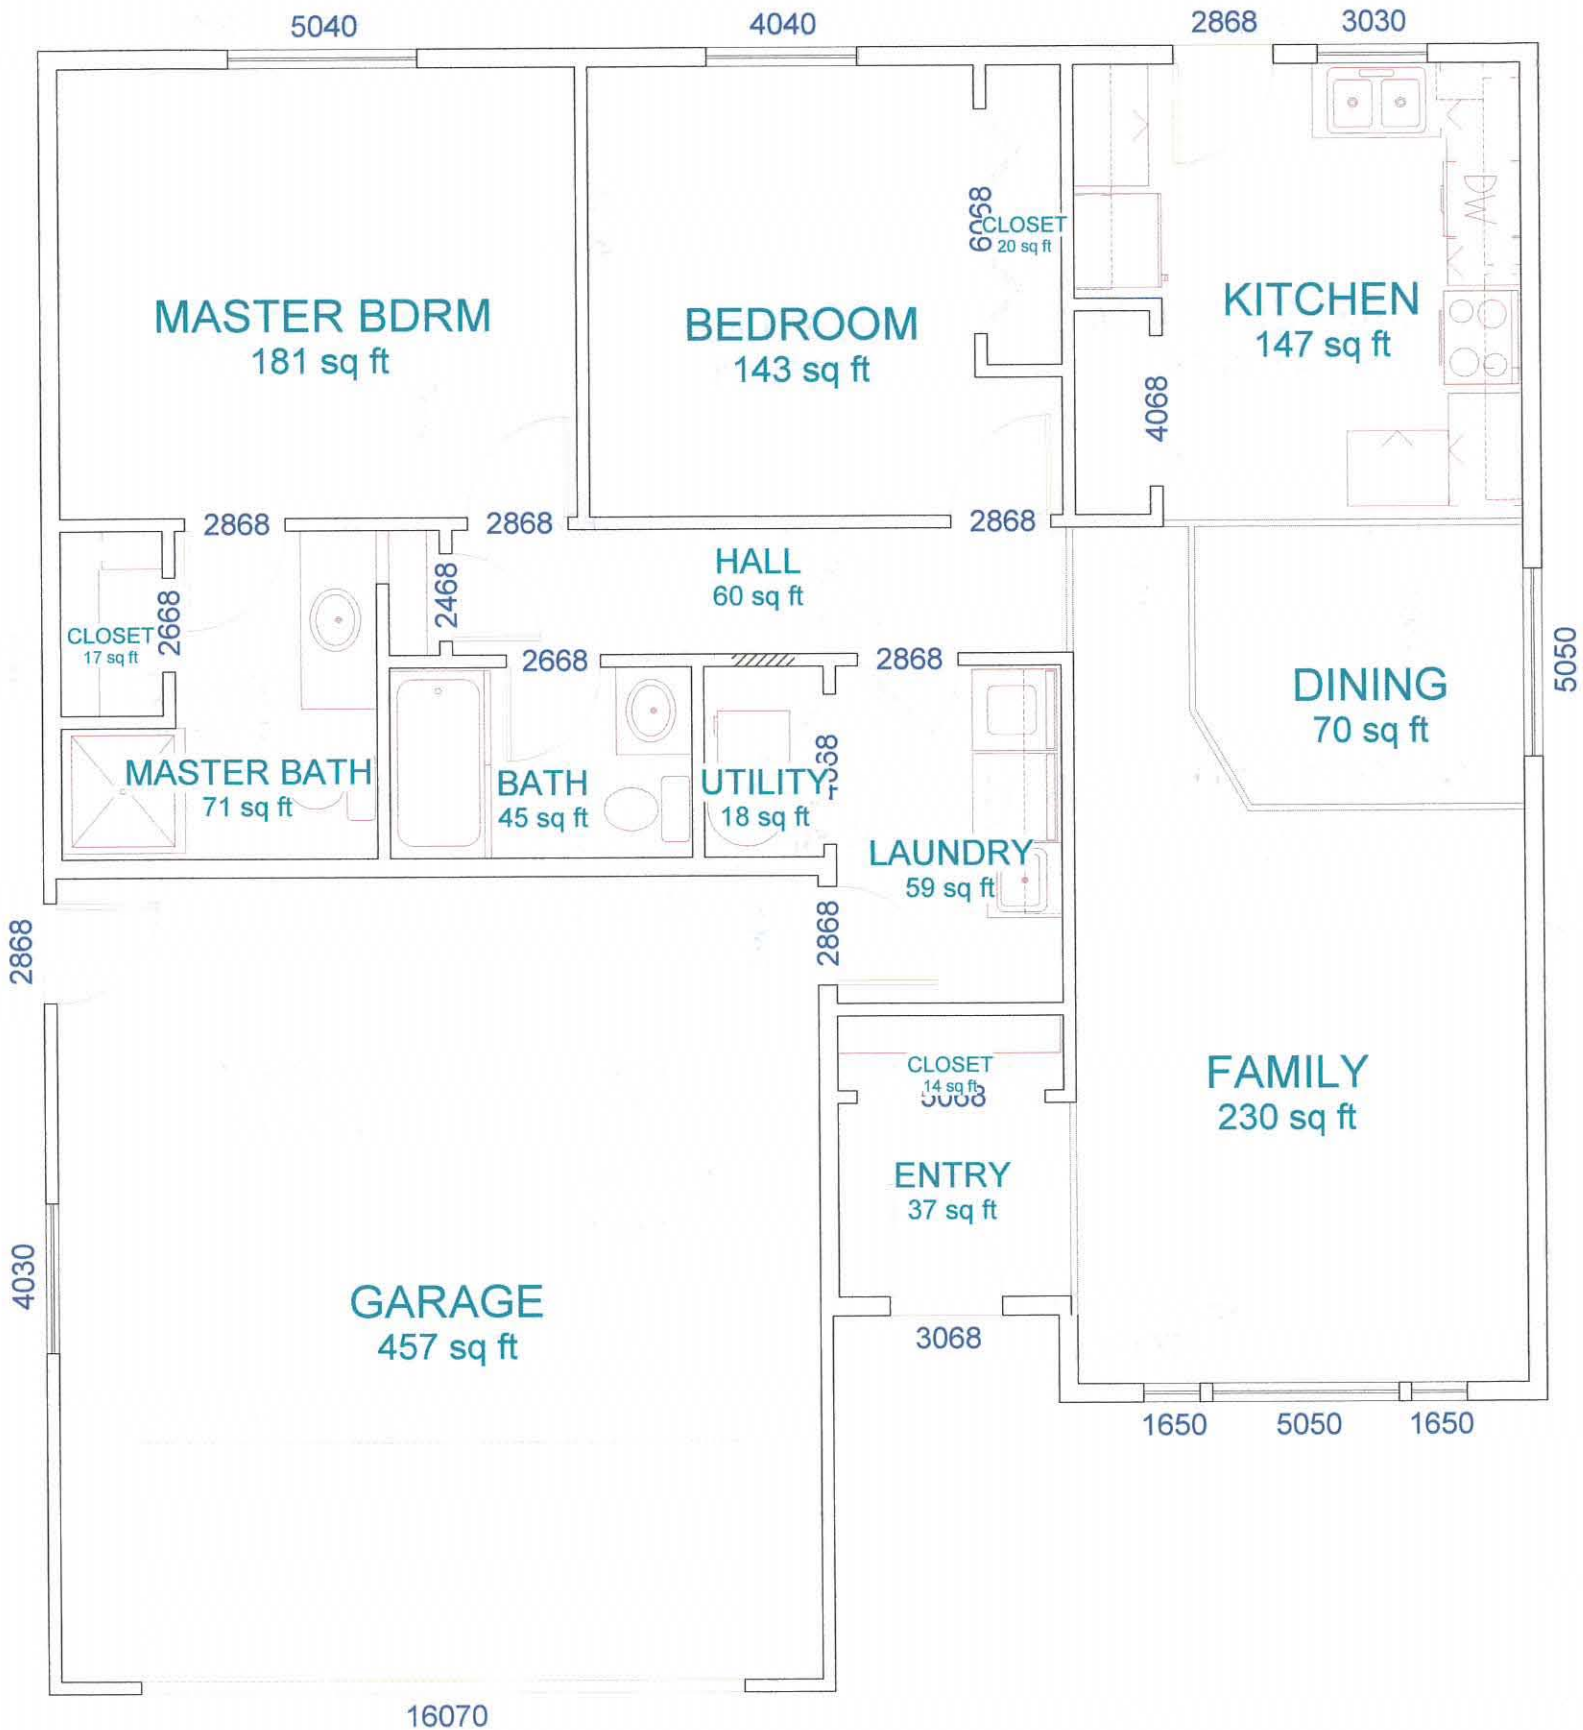 5040
4040
2868
3030
6068
CLOSET
20 sq ft
MASTER BDRM
181 sq ft
BEDROOM
143 sq ft
KITCHEN
147 sq ft
4068
2868
2868
2868
HALL
60 sq ft
2468
2668
CLOSET
17 sq ft
2668
2868
5050
DINING
70 sq ft
MASTER BATH
71 sq ft
BATH
45 sq ft
UTILITY
18 sq ft
LAUNDRY
59 sq ft
2868
2868
CLOSET
14 sq ft
5068
FAMILY
230 sq ft
ENTRY
37 sq ft
4030
GARAGE
457 sq ft
3068
1650
5050
1650
16070